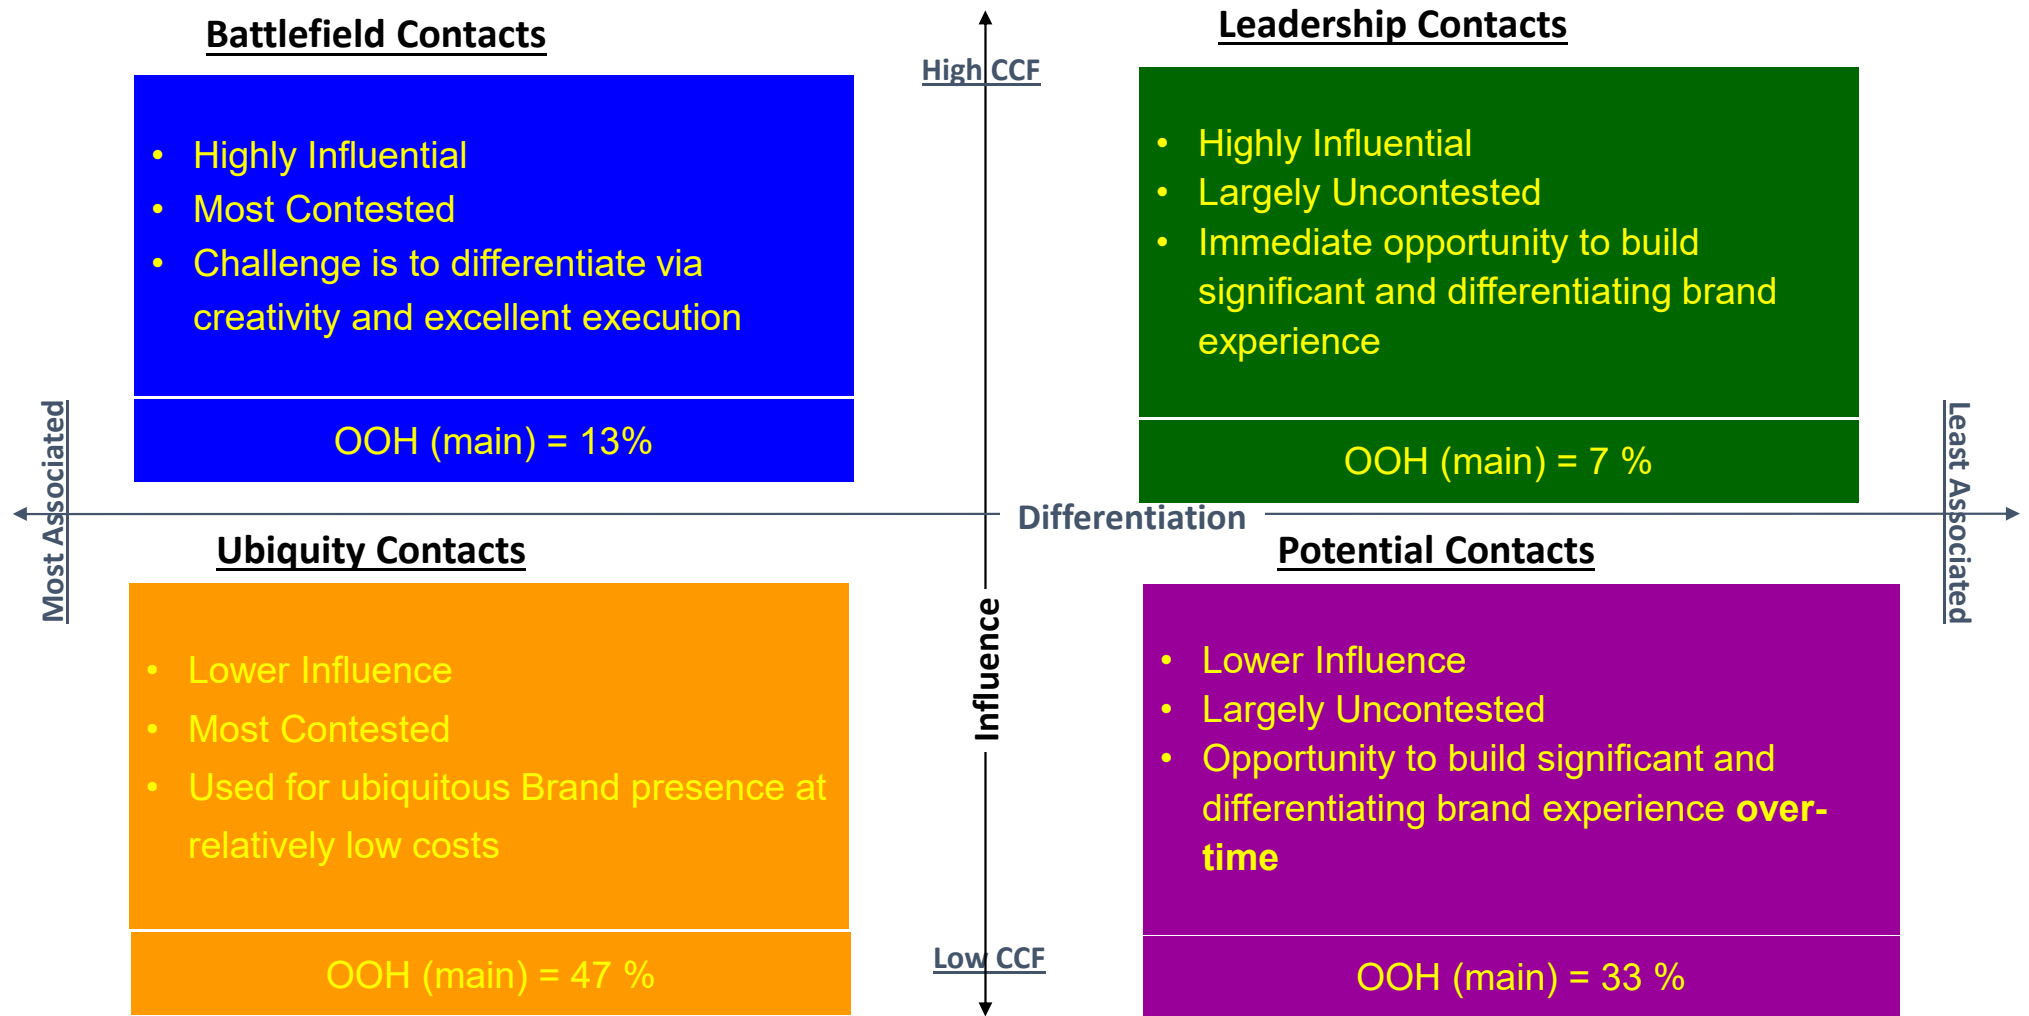 Battlefield Contacts
• Highly Influential
• Most Contested
• Challenge is to differentiate via
creativity and excellent execution
OOH (main) = 13%
High CCF
Leadership Contacts
• Highly Influential
• Largely Uncontested
• Immediate opportunity to build
significant and differentiating brand
experience
OOH (main) = 7 %
Most Associated
Differentiation
Least Associated
Ubiquity Contacts
• Lower Influence
• Most Contested
• Used for ubiquitous Brand presence at
relatively low costs
OOH (main) = 47 %
Influence
Low CCF
Potential Contacts
• Lower Influence
• Largely Uncontested
• Opportunity to build significant and
differentiating brand experience over-
time
OOH (main) = 33 %